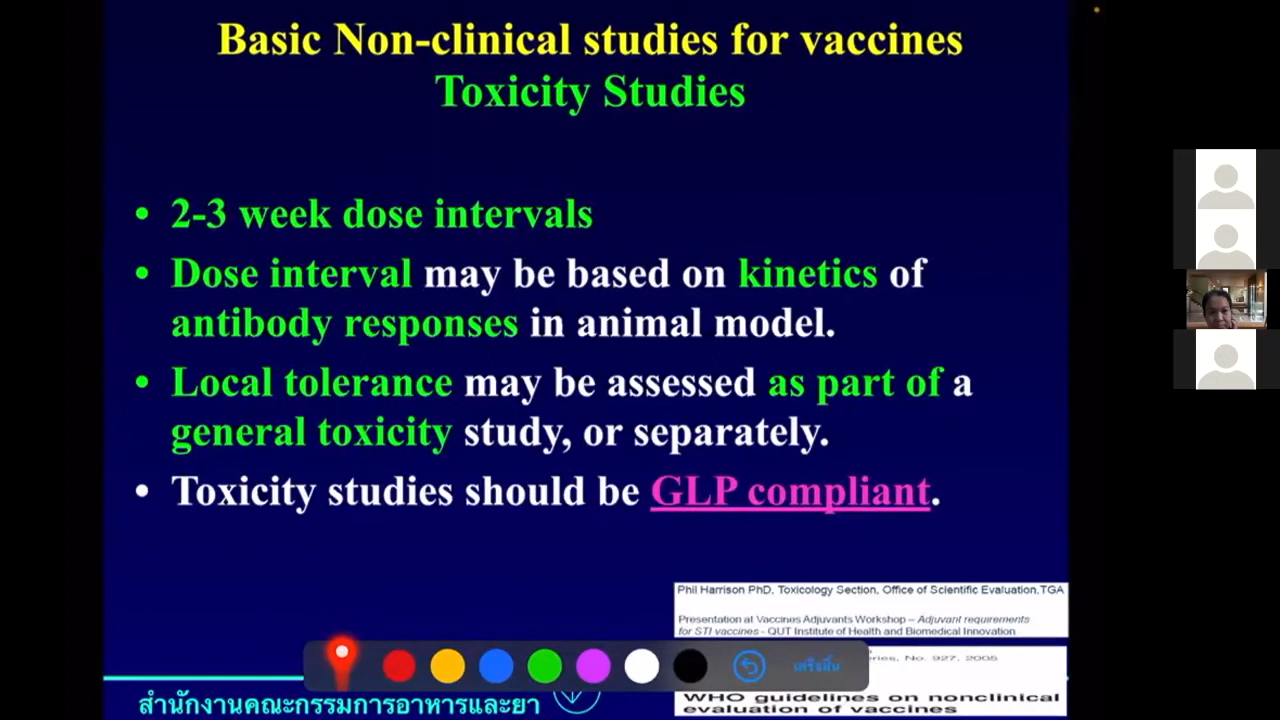 Basic Non-clinical studies for vaccines
Toxicity Studies
• 2-3 week dose intervals
• Dose interval may be based on kinetics of
antibody responses in animal model.
• Local tolerance may be assessed as part of a
general toxicity study, or separately.
• Toxicity studies should be GLP compliant.
Phil Harrison PhD, Toxicology Section, Office of Scientific Evaluation,TGA
Presentation at Vaccines Adjuvants Workshop – Adjuvant requirements
for STI vaccines - QUT Institute of Health and Biomedical Innovation
No. 927, 2005
WHO guidelines on nonclinical
evaluation of vaccines
เสร็จสิ้น
สำนักงานคณะกรรมการอาหารและยา